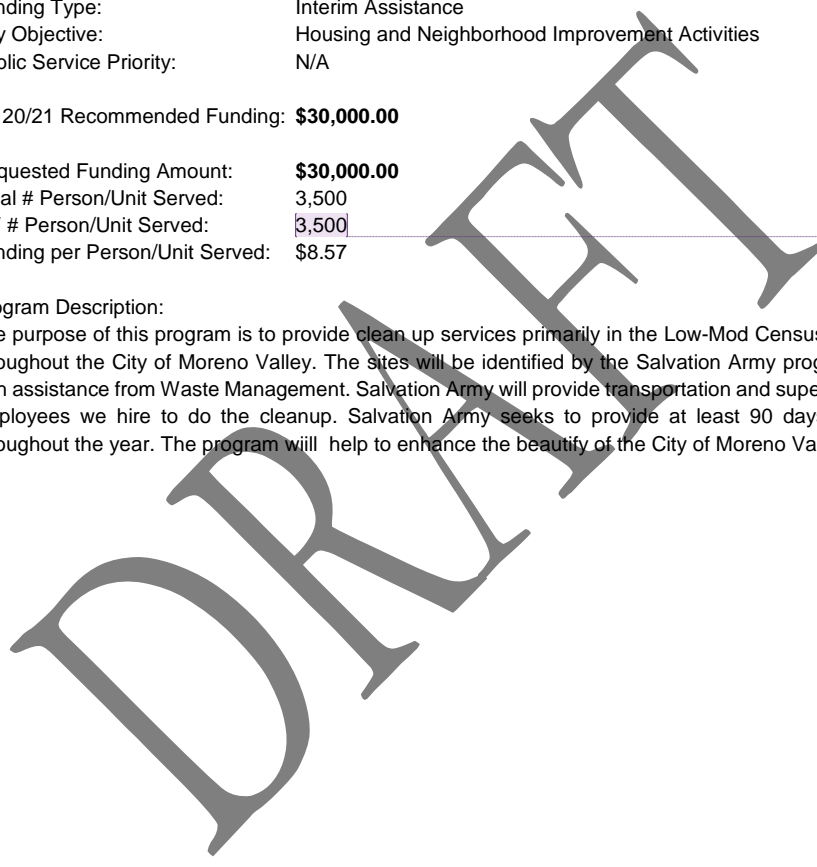 nding Type: Interim Assistance
y Objective: Housing and Neighborhood Improvement Activities
blic Service Priority: N/A
20/21 Recommended Funding: $30,000.00
quested Funding Amount: $30,000.00
al # Person/Unit Served: 3,500
# Person/Unit Served: 3,500
nding per Person/Unit Served: $8.57
ogram Description:
e purpose of this program is to provide clean up services primarily in the Low-Mod Census
oughout the City of Moreno Valley. The sites will be identified by the Salvation Army prog
h assistance from Waste Management. Salvation Army will provide transportation and supe
ployees we hire to do the cleanup. Salvation Army seeks to provide at least 90 days
oughout the year. The program willl help to enhance the beautify of the City of Moreno Va
DRAFT